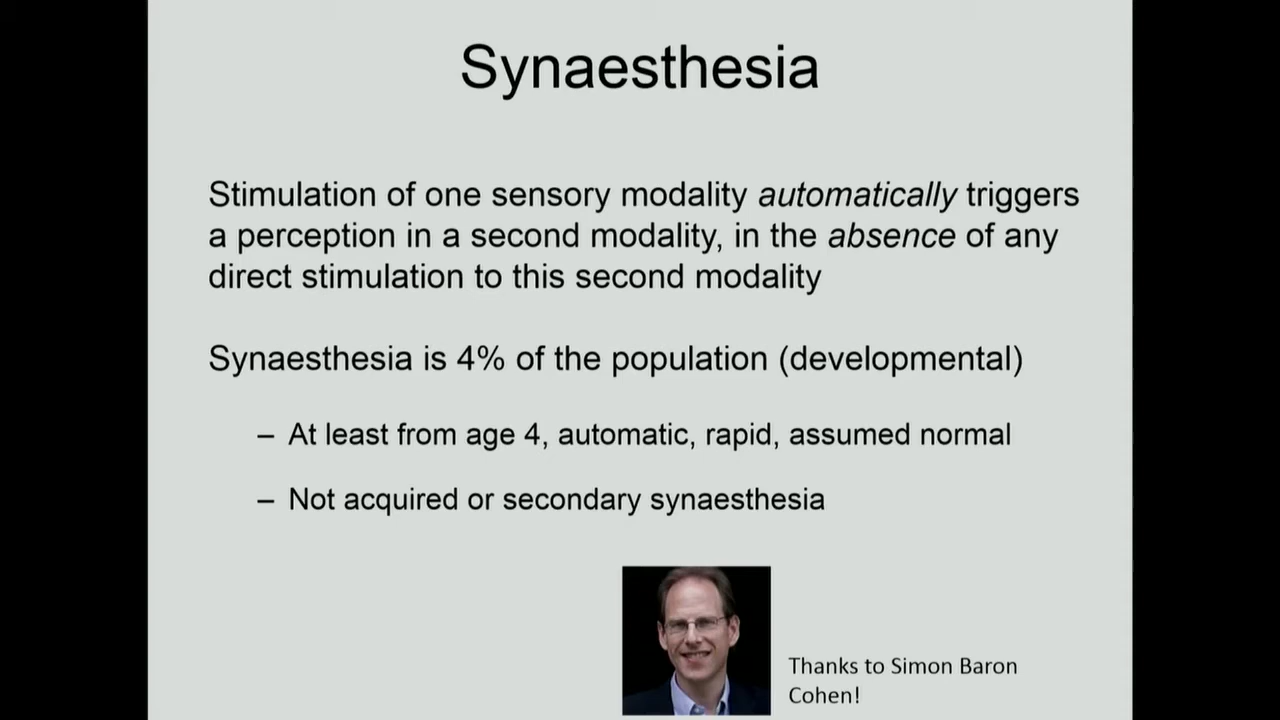 Synaesthesia
Stimulation of one sensory modality automatically triggers
a perception in a second modality, in the absence of any
direct stimulation to this second modality
Synaesthesia is 4% of the population (developmental)
– At least from age 4, automatic, rapid, assumed normal
– Not acquired or secondary synaesthesia
Thanks to Simon Baron
Cohen!